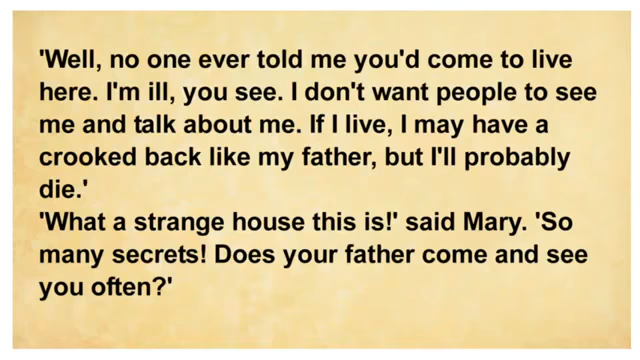 'Well, no one ever told me you'd come to live
here. I'm ill, you see. I don't want people to see
me and talk about me. If I live, I may have a
crooked back like my father, but I'll probably
die.'
'What a strange house this is!' said Mary. 'So
many secrets! Does your father come and see
you often?'